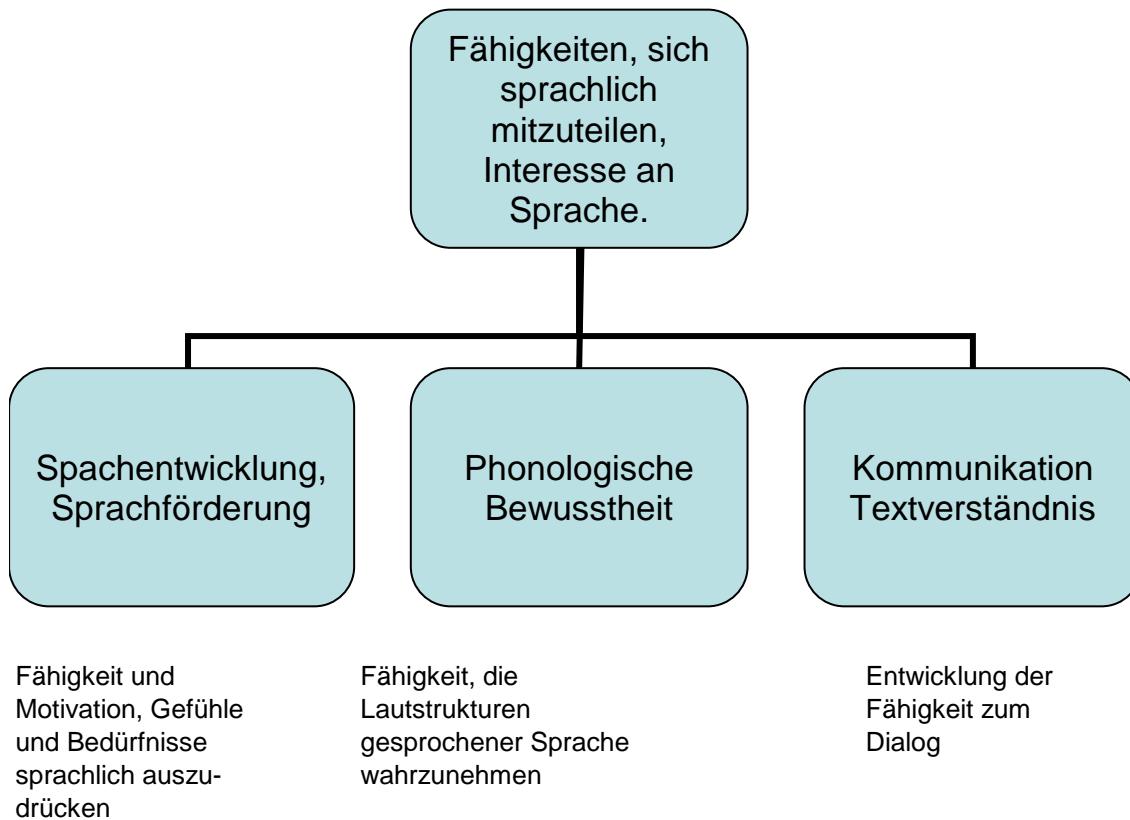 Fähigkeiten, sich
sprachlich
mitzuteilen,
Interesse an
Sprache.
Spachentwicklung,
Sprachförderung
Phonologische
Bewusstheit
Kommunikation
Textverständnis
Fähigkeit und
Motivation, Gefühle
und Bedürfnisse
sprachlich auszu-
drücken
Fähigkeit, die
Lautstrukturen
gesprochener Sprache
wahrzunehmen
Entwicklung der
Fähigkeit zum
Dialog